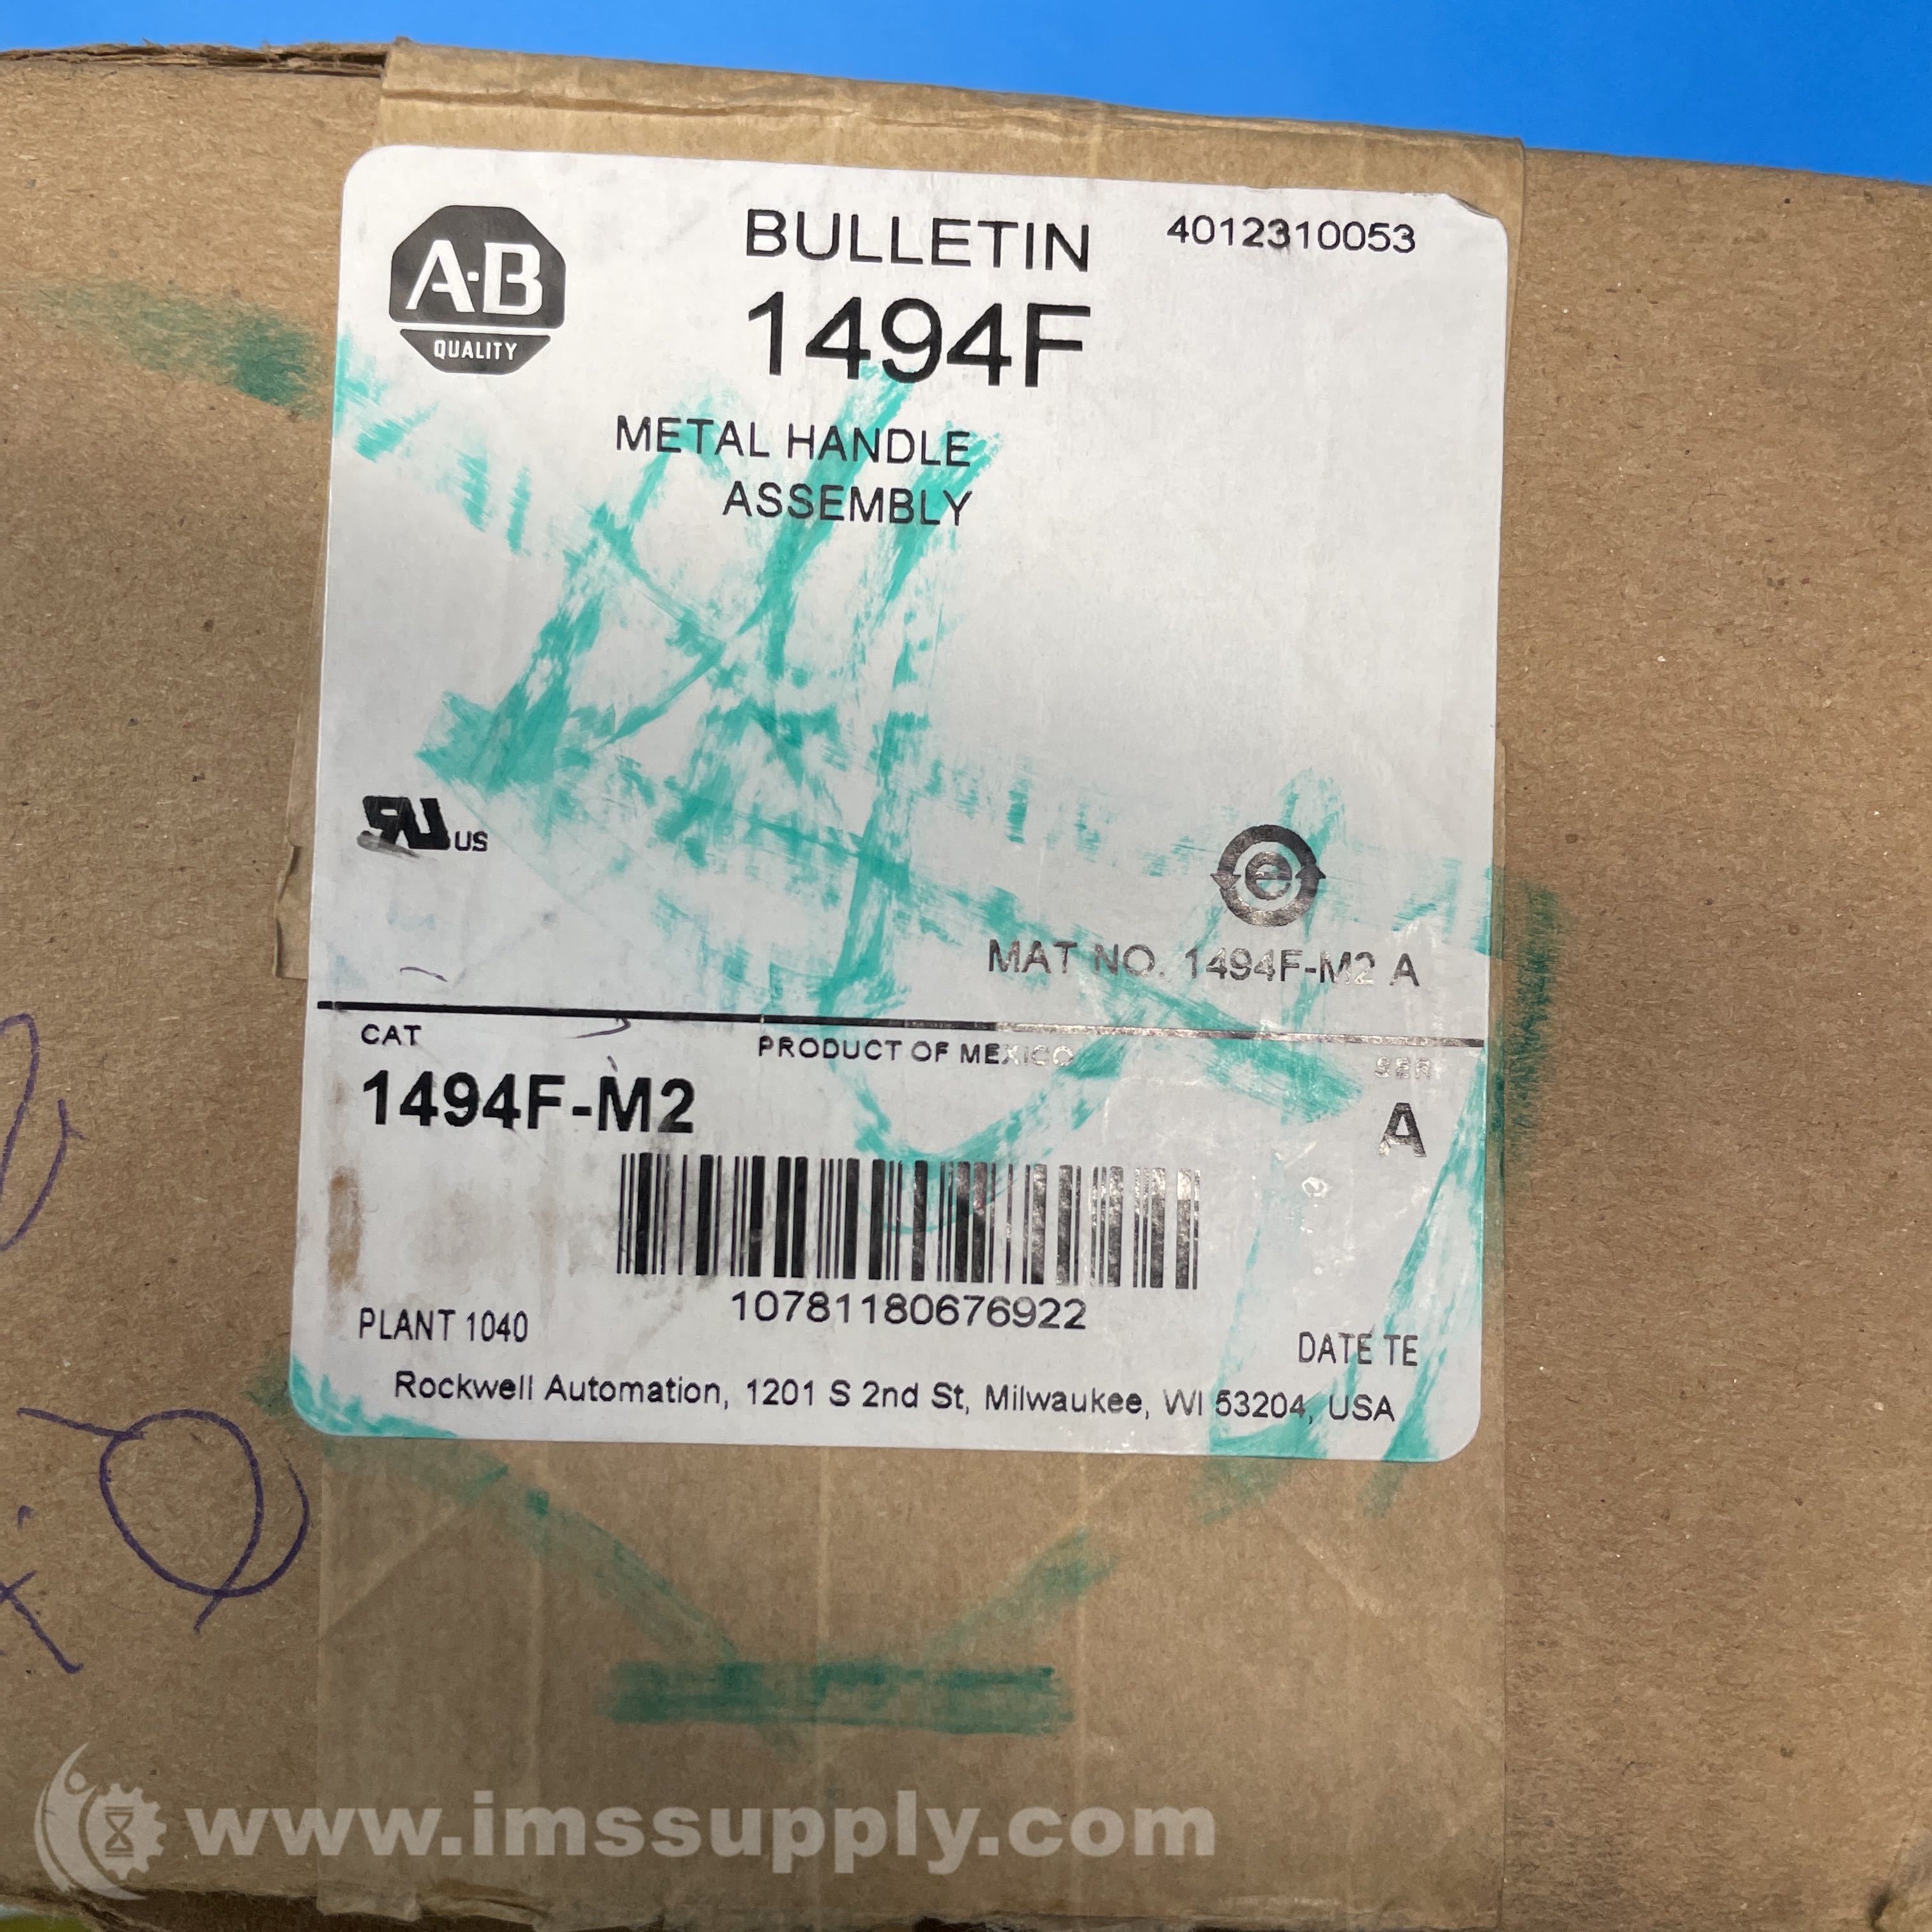 A-B
QUALITY
BULLETIN
1494F
4012310053
METAL HANDLE
ASSEMBLY
US
MAT NO. 1494F-M2 A
CAT
PRODUCT OF MEXICO
SER
1494F-M2
A
10781180676922
PLANT 1040
DATE TE
Rockwell Automation, 1201 S 2nd St, Milwaukee, WI 53204, USA
www.imssupply.com